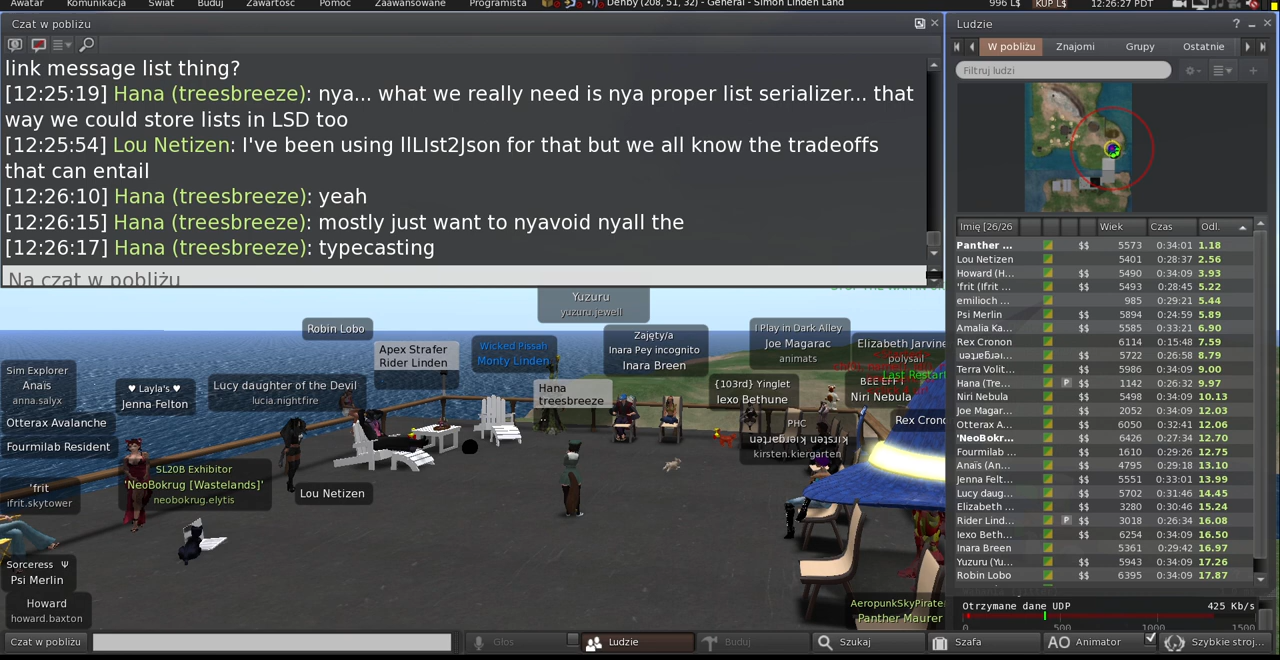 Awatar Komunikacja Świat Buduj Zawartość Pomoc Zaawansowane Programista Denby (208, 51, 32) - General - Simon Linden Land 996 L$ KUP L$ 12:26:27 PDT
Czat w pobliżu
link message list thing?
[12:25:19] Hana (treesbreeze): nya... what we really need is nya proper list serializer... that
way we could store lists in LSD too
[12:25:54] Lou Netizen: I've been using llLIst2Json for that but we all know the tradeoffs
that can entail
[12:26:10] Hana (treesbreeze): yeah
[12:26:15] Hana (treesbreeze): mostly just want to nyavoid nyall the
[12:26:17] Hana (treesbreeze): typecasting
Na czat w pobliżu
Yuzuru
yuzuru.jewell
Robin Lobo
Apex Strafer
Rider Linden
Wicked Pissah
Monty Linden
Zajęty/a
Inara Pey incognito
Inara Breen
I Play in Dark Alley
Joe Magarac
animats
Elizabeth Jarvine
polysail
Last Restar
Sim Explorer
Anaïs
anna.salyx
♥ Layla's ♥
Jenna Felton
Lucy daughter of the Devil
lucia.nightfire
Hana
treesbreeze
{103rd} Yinglet
Iexo Bethune
BEE EFF!
Niri Nebula
Otterax Avalanche
Rex Crono
Fourmilab Resident
PHC
uǝʇɹɐƃɹǝıʞ uǝʇsɹıʞ
kirsten.kiergarten
SL20B Exhibitor
'NeoBokrug [Wastelands]'
neobokrug.elytis
'frit
ifrit.skytower
Lou Netizen
Sorceress Ψ
Psi Merlin
Howard
howard.baxton
AeropunkSkyPirate
Panther Maurer
Ludzie
W pobliżu Znajomi Grupy Ostatnie
Filtruj ludzi
Imię [26/26 Wiek Czas Odl.
Panther ... $$ 5573 0:34:01 1.18
Lou Netizen 5401 0:28:37 2.56
Howard (H... $$ 5490 0:34:09 3.93
'frit (Ifrit ... $$ 5493 0:28:45 5.22
emilioch ... 985 0:29:21 5.44
Psi Merlin $$ 5894 0:24:59 5.89
Amalia Ka... $$ 5585 0:33:21 6.90
Rex Cronon 6114 0:15:48 7.59
uǝʇɹɐƃɹǝı... $$ 5722 0:26:58 8.79
Terra Volit... $$ 5986 0:34:09 9.00
Hana (Tre... P $$ 1142 0:26:32 9.97
Niri Nebula $$ 5498 0:34:09 10.13
Joe Magar... $$ 2052 0:34:09 12.03
Otterax A... $$ 6050 0:32:41 12.06
'NeoBokr... $$ 6426 0:27:34 12.70
Fourmilab ... $$ 1610 0:29:26 12.75
Anaïs (An... $$ 4795 0:29:18 13.10
Jenna Felt... $$ 5551 0:33:01 13.99
Lucy daug... $$ 5702 0:31:46 14.45
Elizabeth ... $$ 3280 0:30:46 15.24
Rider Lind... P $$ 3018 0:26:34 16.08
Iexo Beth... $$ 6254 0:34:09 16.50
Inara Breen 5361 0:29:42 16.97
Yuzuru (Yu... $$ 5943 0:34:09 17.26
Robin Lobo $$ 6395 0:34:09 17.87
Otrzymane dane UDP 425 Kb/s
0 500 1000 1500
Czat w pobliżu Głos Ludzie Buduj Szukaj Szafa AO Animator Szybkie stroj...